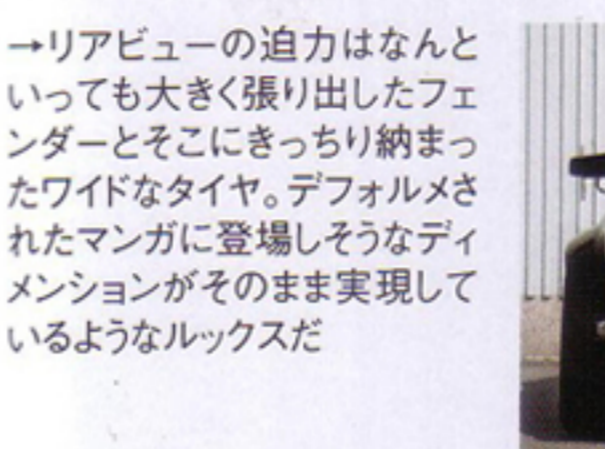 →リアビューの迫力はなんと
いっても大きく張り出したフェ
ンダーとそこにきっちり納まっ
たワイドなタイヤ。デフォルメさ
れたマンガに登場しそうなディ
メンションがそのまま実現して
いるようなルックスだ